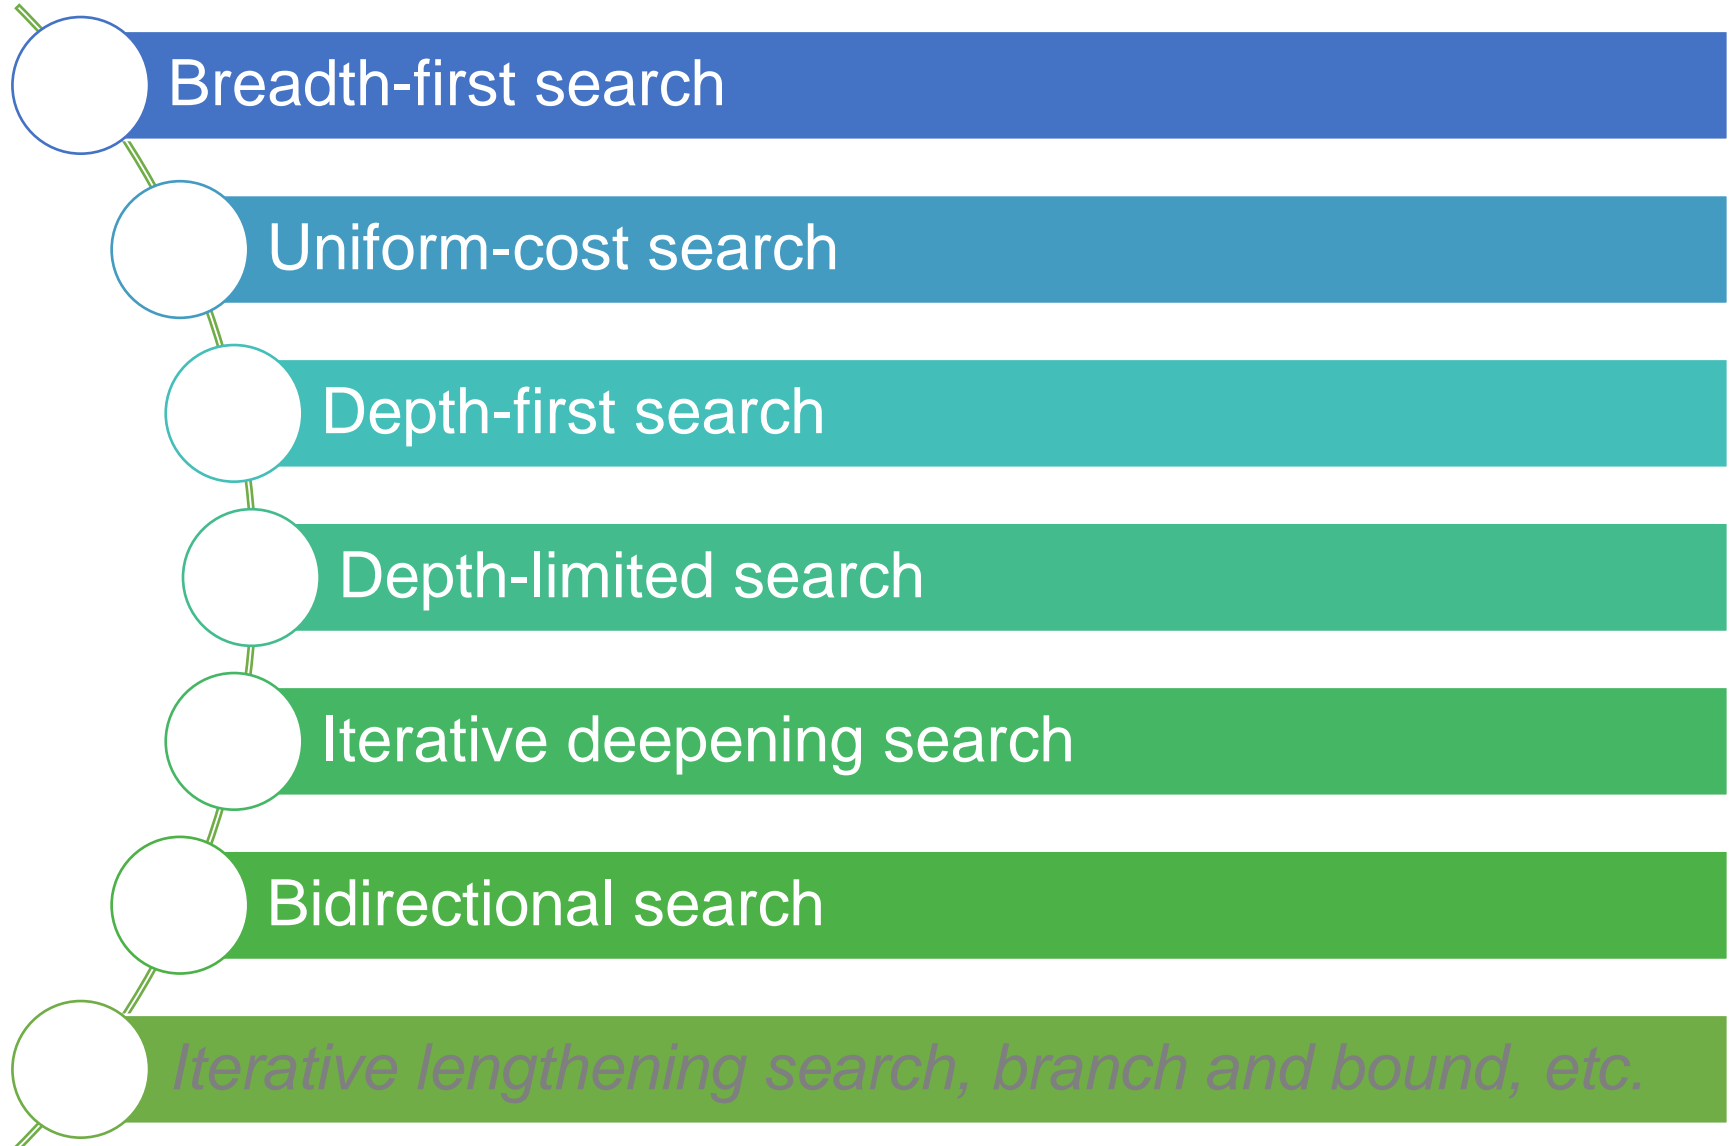 Breadth-first search
Uniform-cost search
Depth-first search
Depth-limited search
Iterative deepening search
Bidirectional search
Iterative lengthening search, branch and bound, etc.